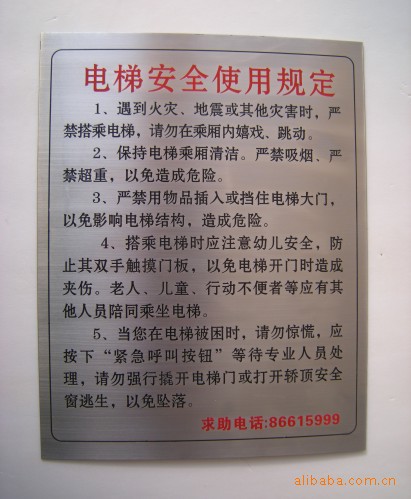 电梯安全使用规定
1、遇到火灾、地震或其他灾害时，严
禁搭乘电梯，请勿在乘厢内嬉戏、跳动。
2、保持电梯乘厢清洁。严禁吸烟、严
禁超重，以免造成危险。
3、严禁用物品插入或挡住电梯大门，
以免影响电梯结构，造成危险。
4、搭乘电梯时应注意幼儿安全，防
止其双手触摸门板，以免电梯开门时造成
夹伤。老人、儿童、行动不便者等应有其
他人员陪同乘坐电梯。
5、当您在电梯被困时，请勿惊慌，应
按下“紧急呼叫按钮”等待专业人员处
理，请勿强行撬开电梯门或打开轿顶安全
窗逃生，以免坠落。
求助电话:86615999
alibaba.com.cn